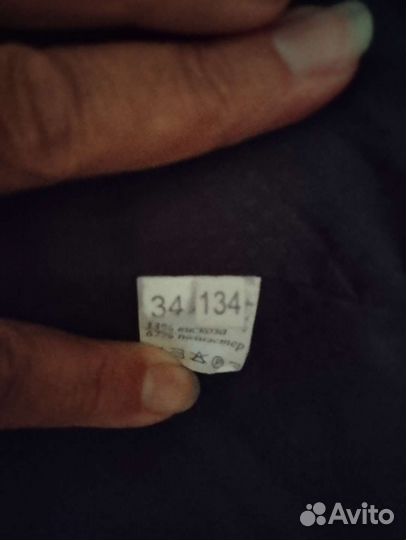 34 134
33% вискоза
67% полиэстер
Avito